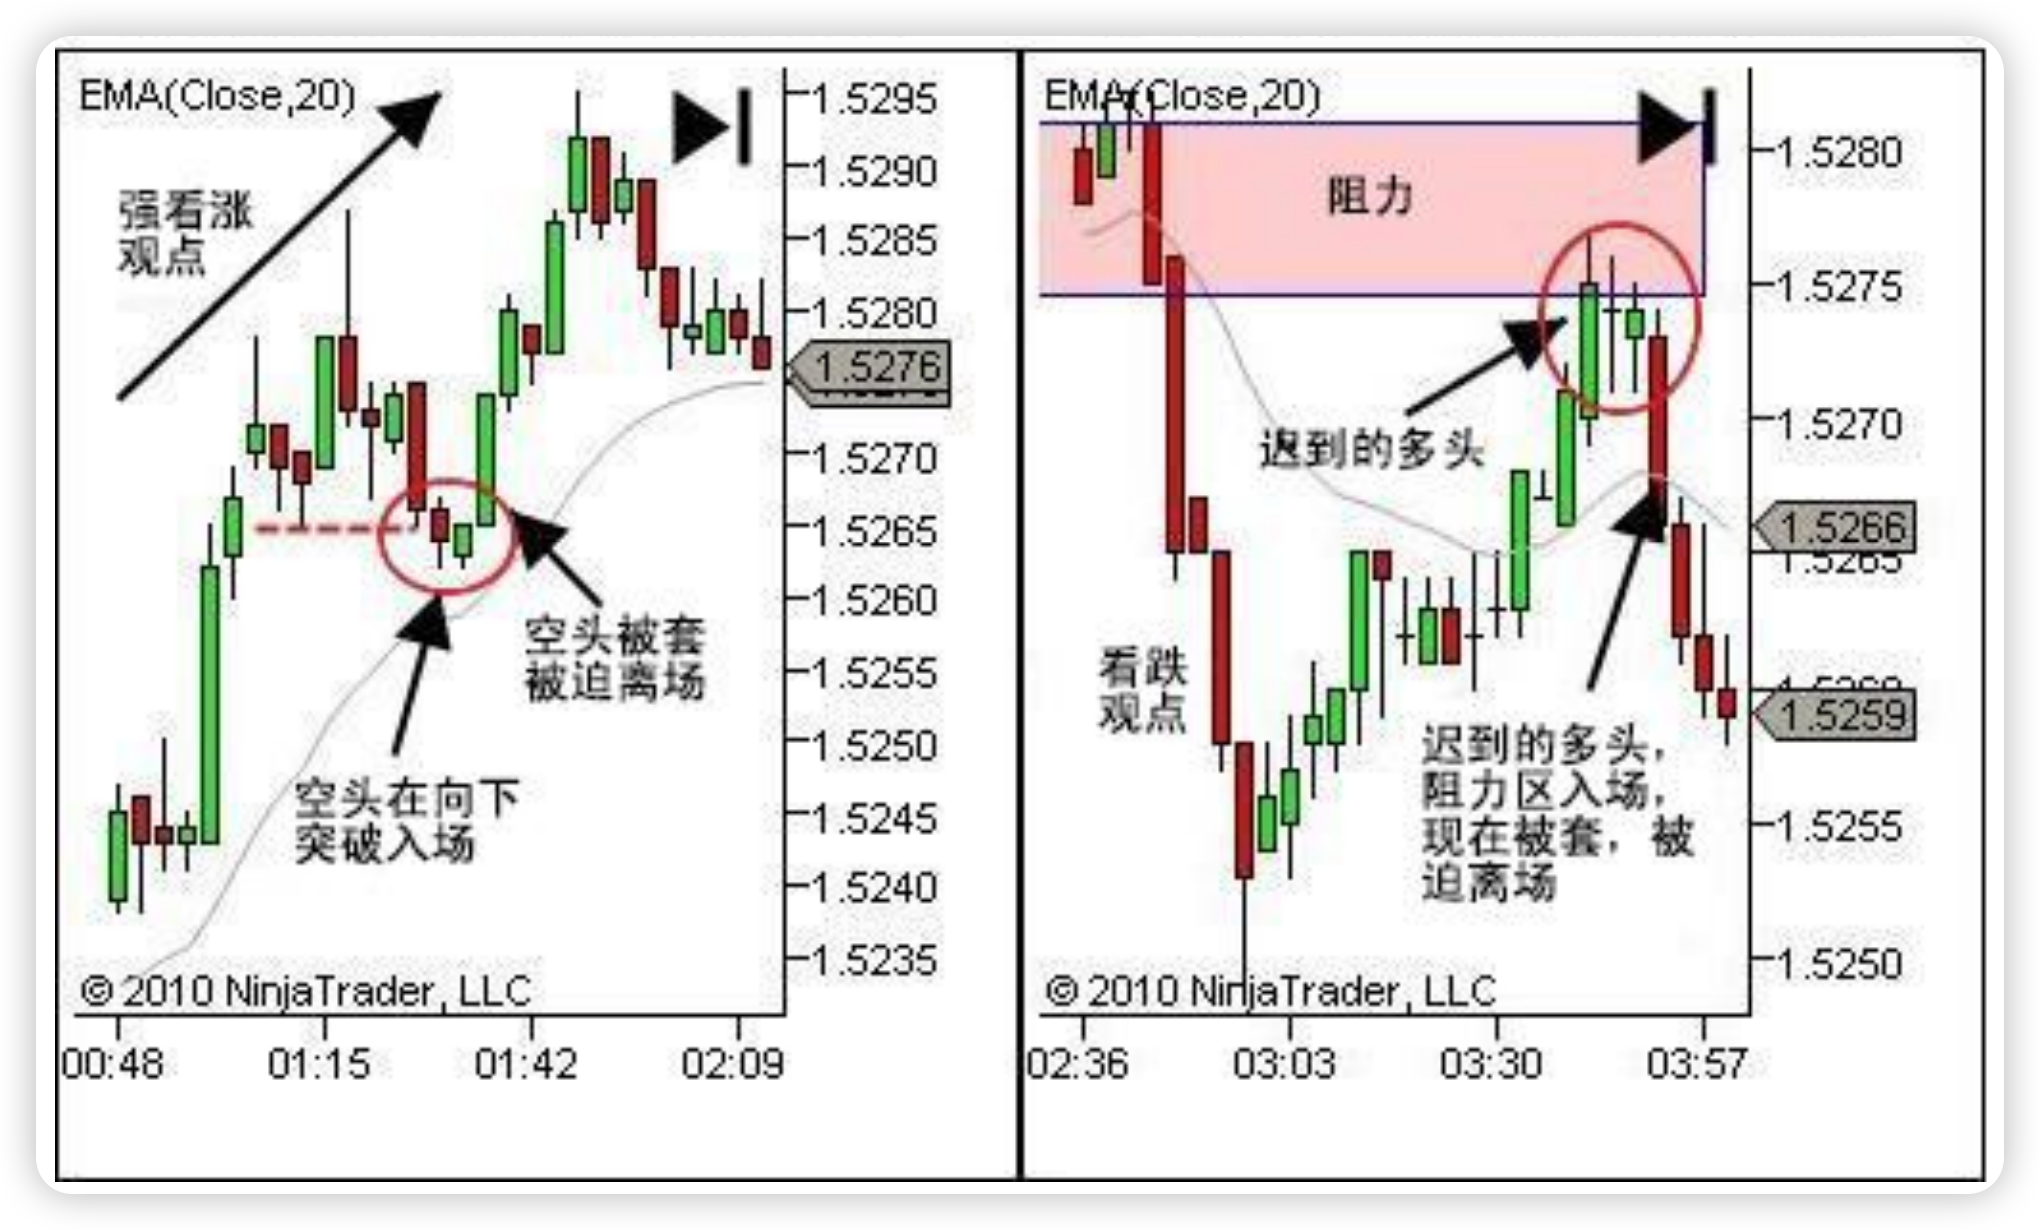 EMA(Close,20)
强看涨
观点
空头被套
被迫离场
空头在向下
突破入场
1.5295
1.5290
1.5285
1.5280
1.5276
1.5270
1.5265
1.5260
1.5255
1.5250
1.5245
1.5240
1.5235
© 2010 NinjaTrader, LLC
00:48
01:15
01:42
02:09
EMA(Close,20)
阻力
迟到的多头
看跌
观点
迟到的多头，
阻力区入场，
现在被套，被
迫离场
1.5280
1.5275
1.5270
1.5266
1.5265
1.5260
1.5259
1.5255
1.5250
© 2010 NinjaTrader, LLC
02:36
03:03
03:30
03:57